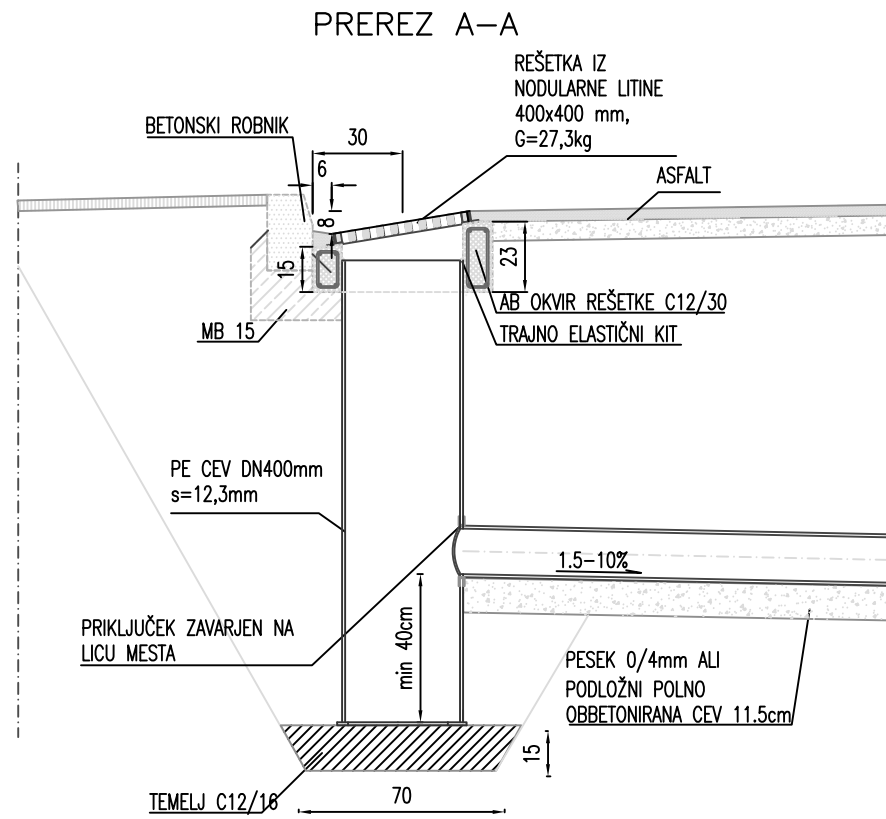 PREREZ A-A
REŠETKA IZ
NODULARNE LITINE
400x400 mm,
G=27,3kg
BETONSKI ROBNIK
30
6
ASFALT
8
15
23
AB OKVIR REŠETKE C12/30
MB 15
TRAJNO ELASTIČNI KIT
PE CEV DN400mm
s=12,3mm
1.5-10%
PRIKLJUČEK ZAVARJEN NA
LICU MESTA
min 40cm
PESEK 0/4mm ALI
PODLOŽNI POLNO
OBBETONIRANA CEV 11.5cm
15
TEMELJ C12/16
70